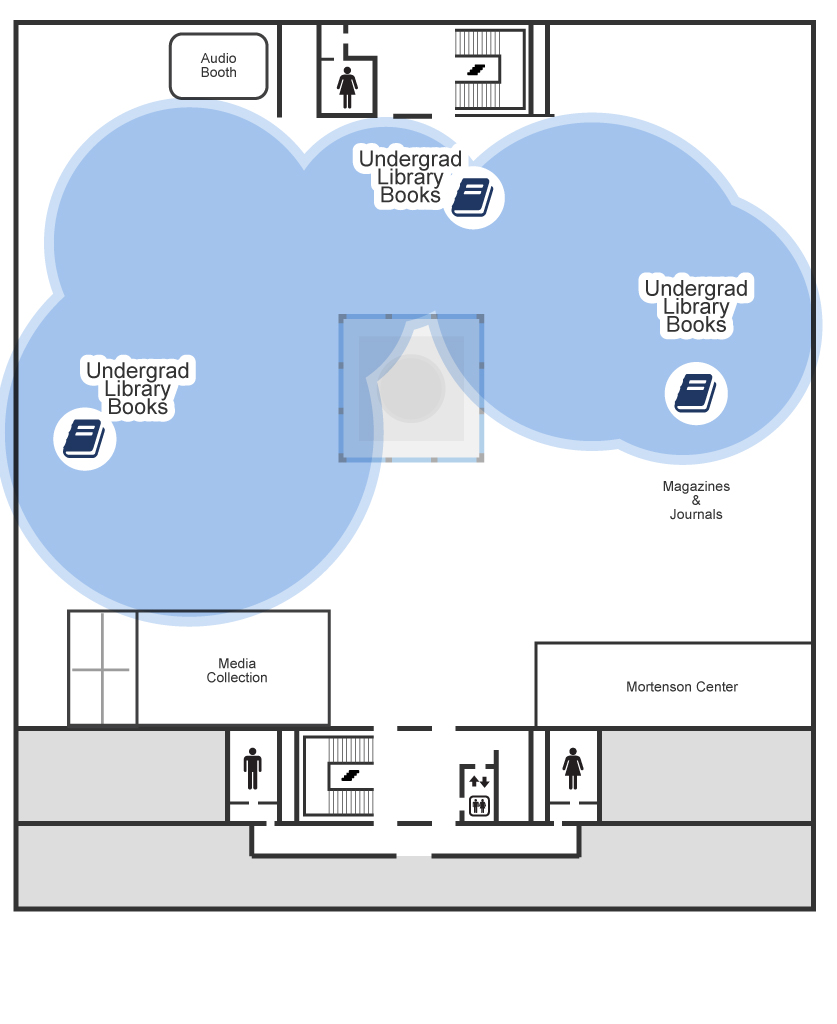 Audio
Booth
Undergrad
Library
Books
Undergrad
Library
Books
Undergrad
Library
Books
Magazines
&
Journals
Media
Collection
Mortenson Center